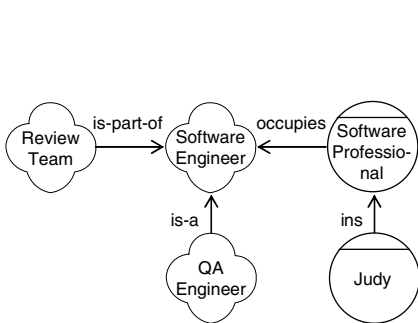 is-part-of
occupies
Review
Team
Software
Engineer
Software
Professio-
nal
is-a
ins
QA
Engineer
Judy